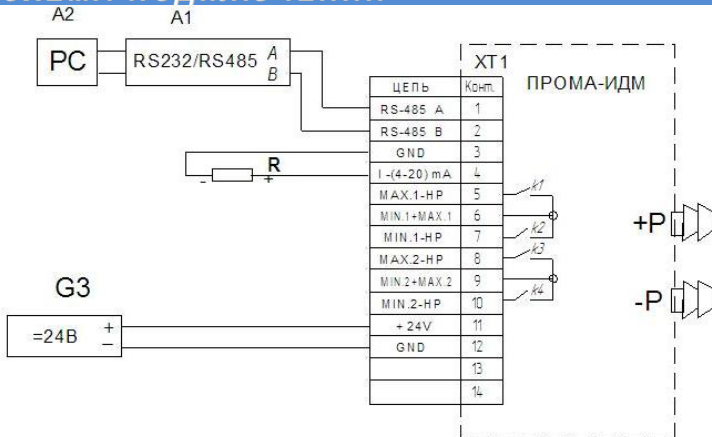 A2
A1
PC
RS232/RS485
A
B
XT1
ПРОМА-ИДМ
ЦЕПЬ Конт.
RS-485 A 1
RS-485 B 2
GND 3
I-(4-20) mA 4
MAX.1-HP 5
MIN.1+MAX.1 6
MIN.1-HP 7
MAX.2-HP 8
MIN.2+MAX.2 9
MIN.2-HP 10
+24V 11
GND 12
13
14
R
- +
k1
k2
k3
k4
+P
-P
G3
=24В
+
−